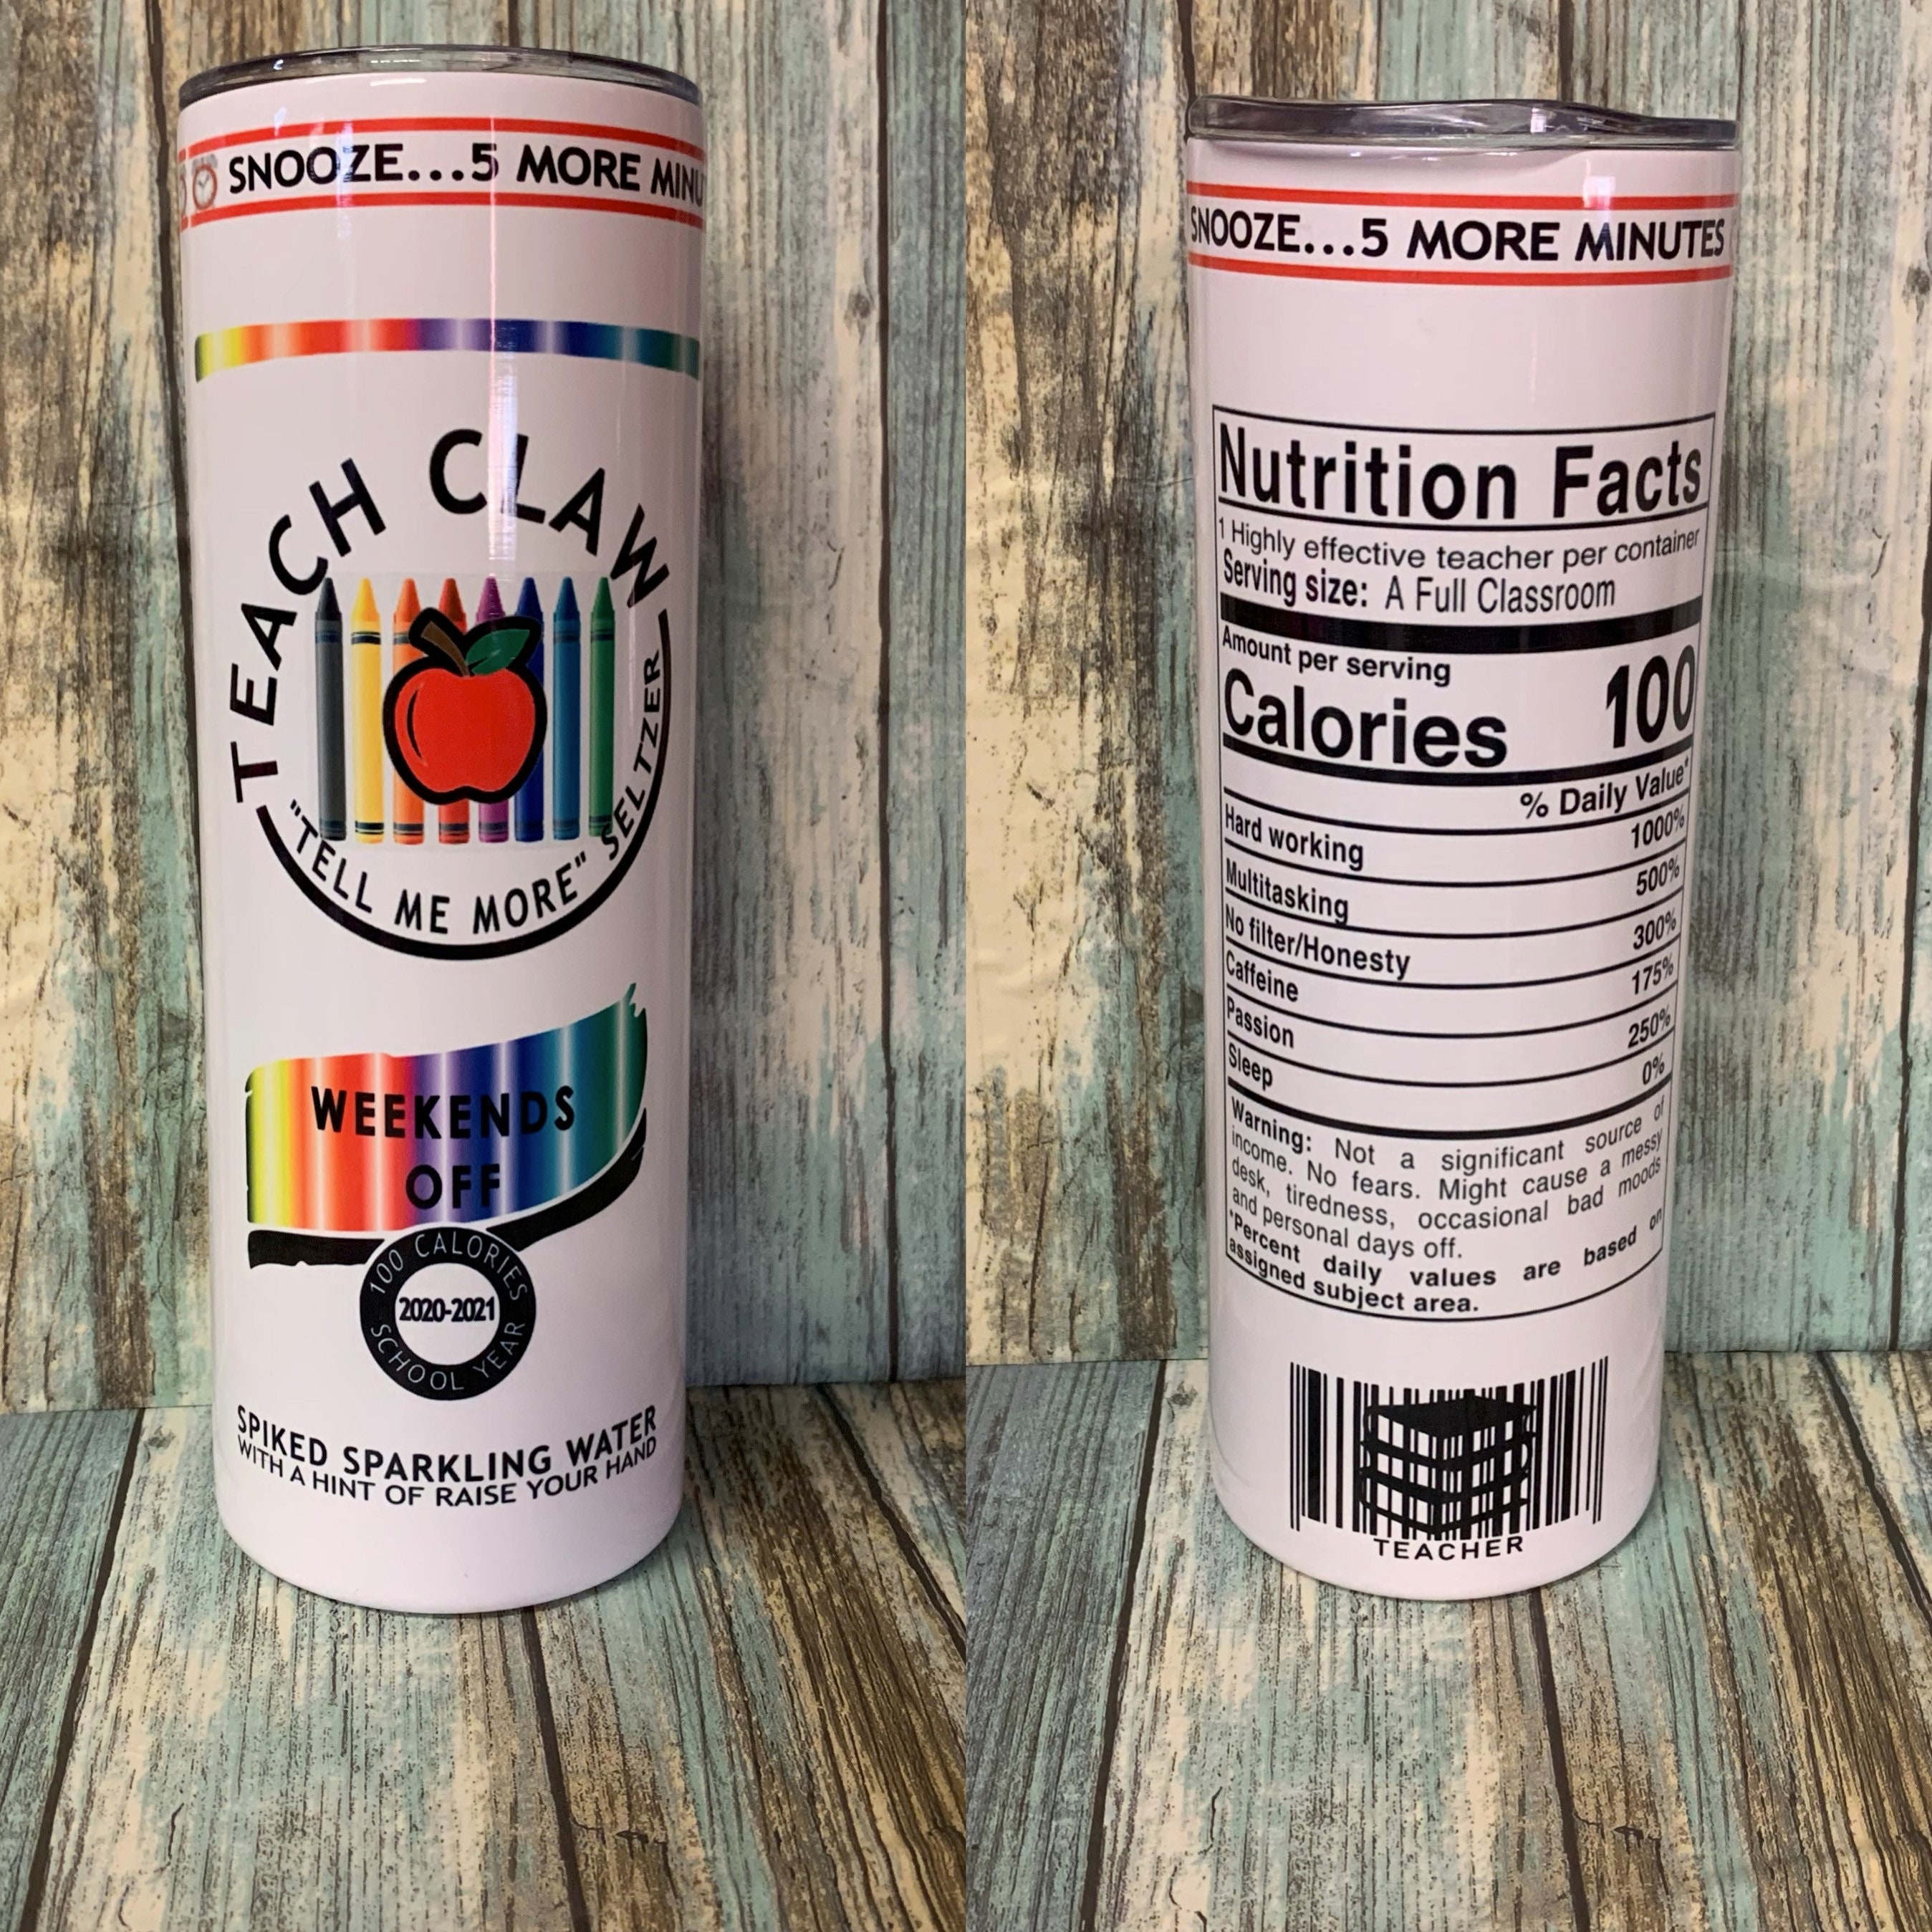 SNOOZE...5 MORE MINU
TEACH CLAW
"TELL ME MORE" SELTZER
WEEKENDS
OFF
100 CALORIES
2020-2021
SCHOOL YEAR
SPIKED SPARKLING WATER
WITH A HINT OF RAISE YOUR HAND
SNOOZE...5 MORE MINUTES
Nutrition Facts
1 Highly effective teacher per container
Serving size: A Full Classroom
Amount per serving
Calories 100
% Daily Value*
Hard working 1000%
Multitasking 500%
No filter/Honesty 300%
Caffeine 175%
Passion 250%
Sleep 0%
Warning: Not a significant source of
income. No fears. Might cause a messy
desk, tiredness, occasional bad moods
and personal days off.
*Percent daily values are based on
assigned subject area.
TEACHER